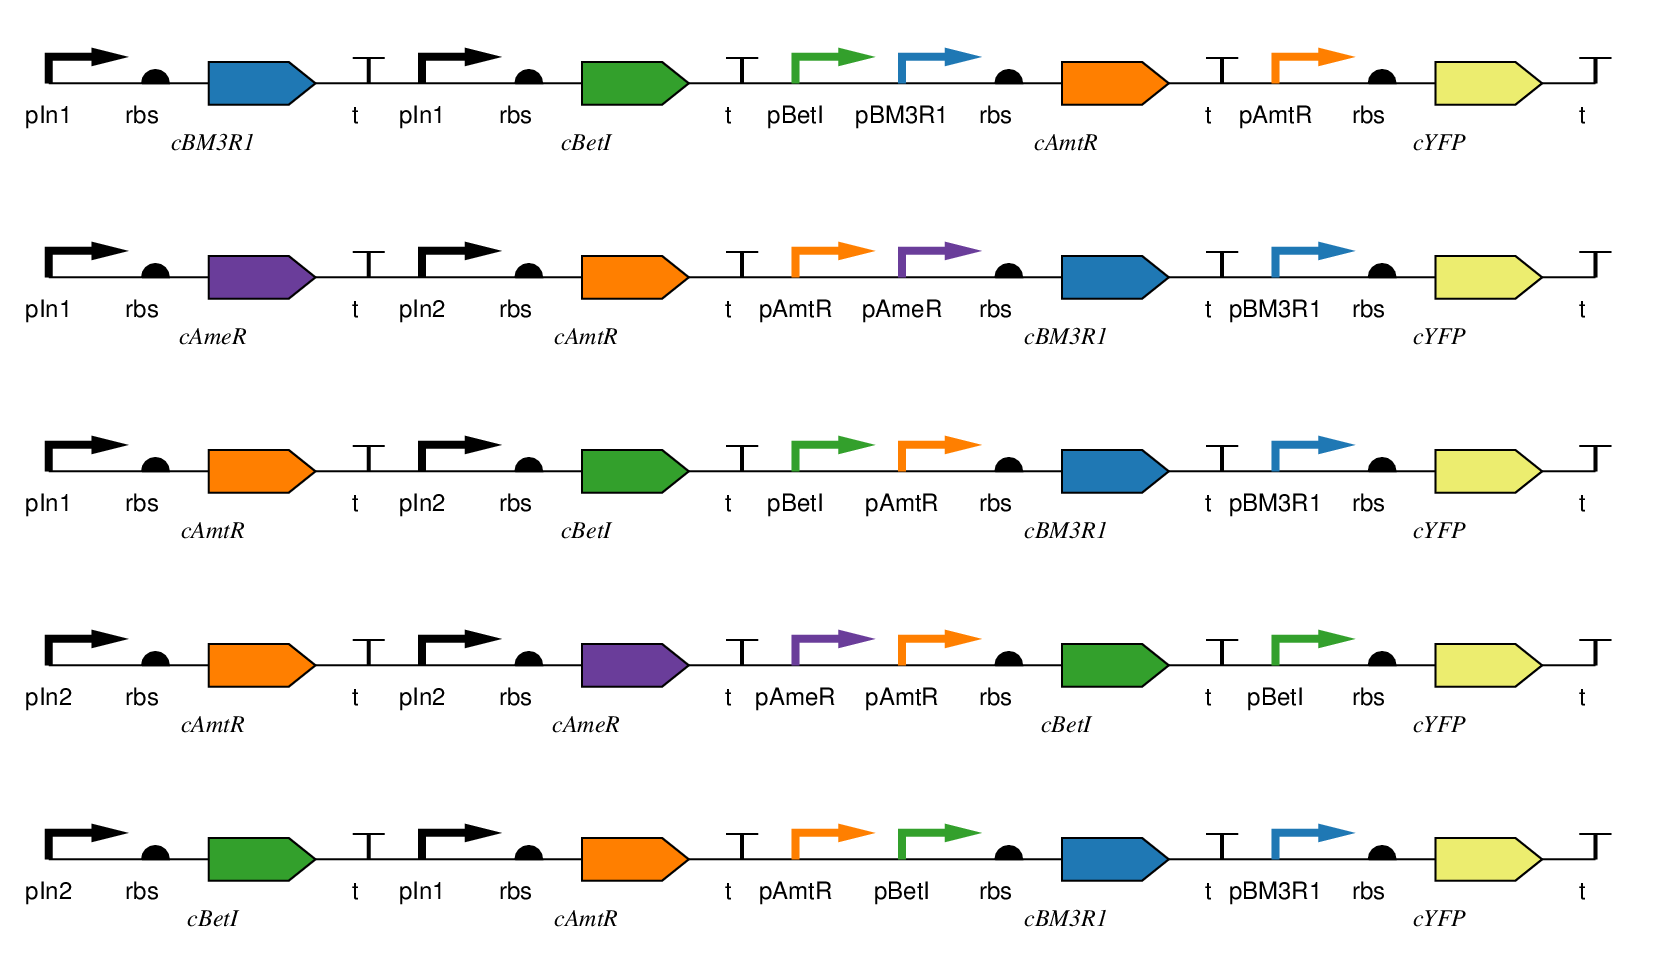 pIn1 rbs t pIn1 rbs t pBetI pBM3R1 rbs t pAmtR rbs t
cBM3R1 cBetI cAmtR cYFP
pIn1 rbs t pIn2 rbs t pAmtR pAmeR rbs t pBM3R1 rbs t
cAmeR cAmtR cBM3R1 cYFP
pIn1 rbs t pIn2 rbs t pBetI pAmtR rbs t pBM3R1 rbs t
cAmtR cBetI cBM3R1 cYFP
pIn2 rbs t pIn2 rbs t pAmeR pAmtR rbs t pBetI rbs t
cAmtR cAmeR cBetI cYFP
pIn2 rbs t pIn1 rbs t pAmtR pBetI rbs t pBM3R1 rbs t
cBetI cAmtR cBM3R1 cYFP